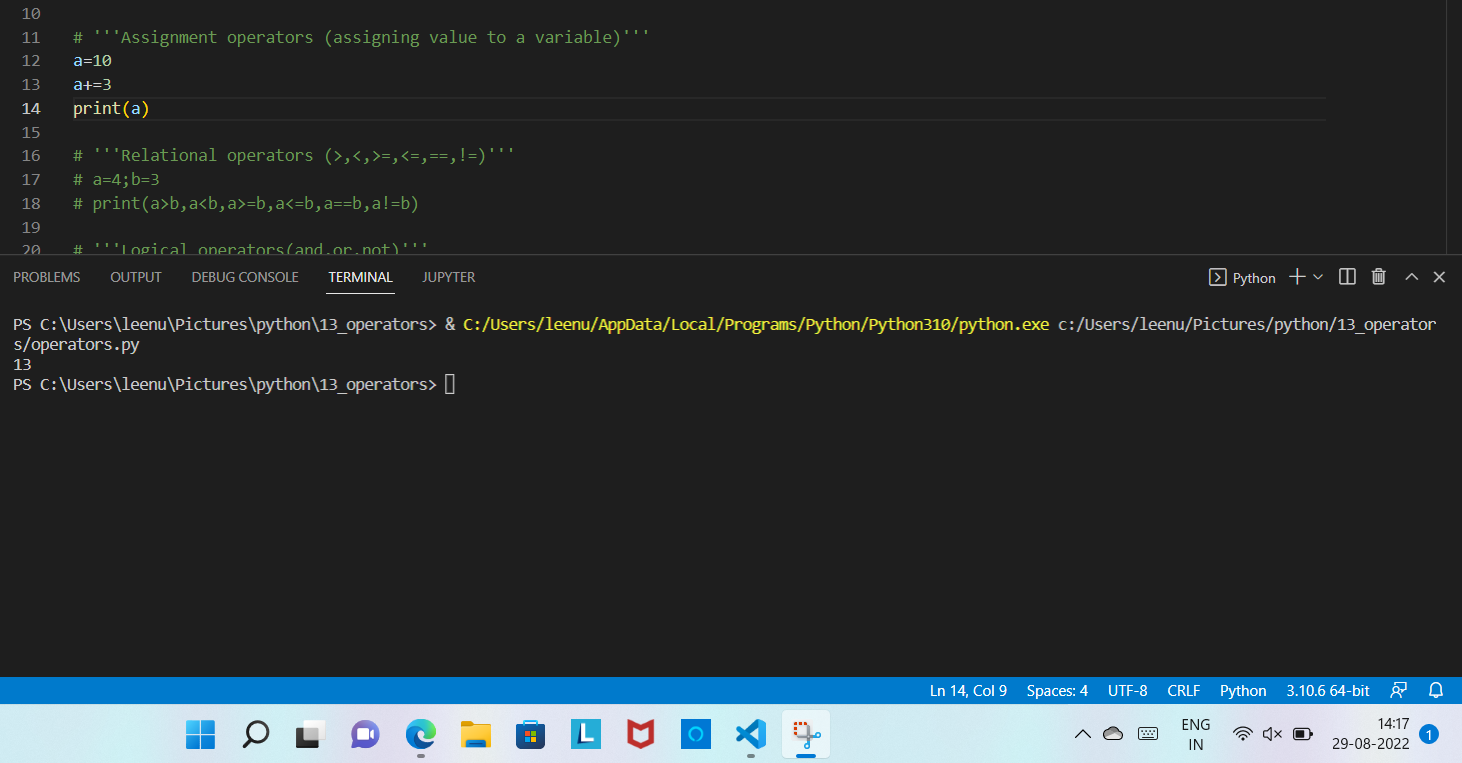 10
11 # '''Assignment operators (assigning value to a variable)'''
12 a=10
13 a+=3
14 print(a)
15
16 # '''Relational operators (>,<,>=,<=,==,!=)'''
17 # a=4;b=3
18 # print(a>b,a<b,a>=b,a<=b,a==b,a!=b)
19
20 # '''Logical operators(and,or,not)'''
PROBLEMS OUTPUT DEBUG CONSOLE TERMINAL JUPYTER Python
PS C:\Users\leenu\Pictures\python\13_operators> & C:/Users/leenu/AppData/Local/Programs/Python/Python310/python.exe c:/Users/leenu/Pictures/python/13_operator
s/operators.py
13
PS C:\Users\leenu\Pictures\python\13_operators>
Ln 14, Col 9 Spaces: 4 UTF-8 CRLF Python 3.10.6 64-bit
L
ENG 14:17
IN 29-08-2022 1